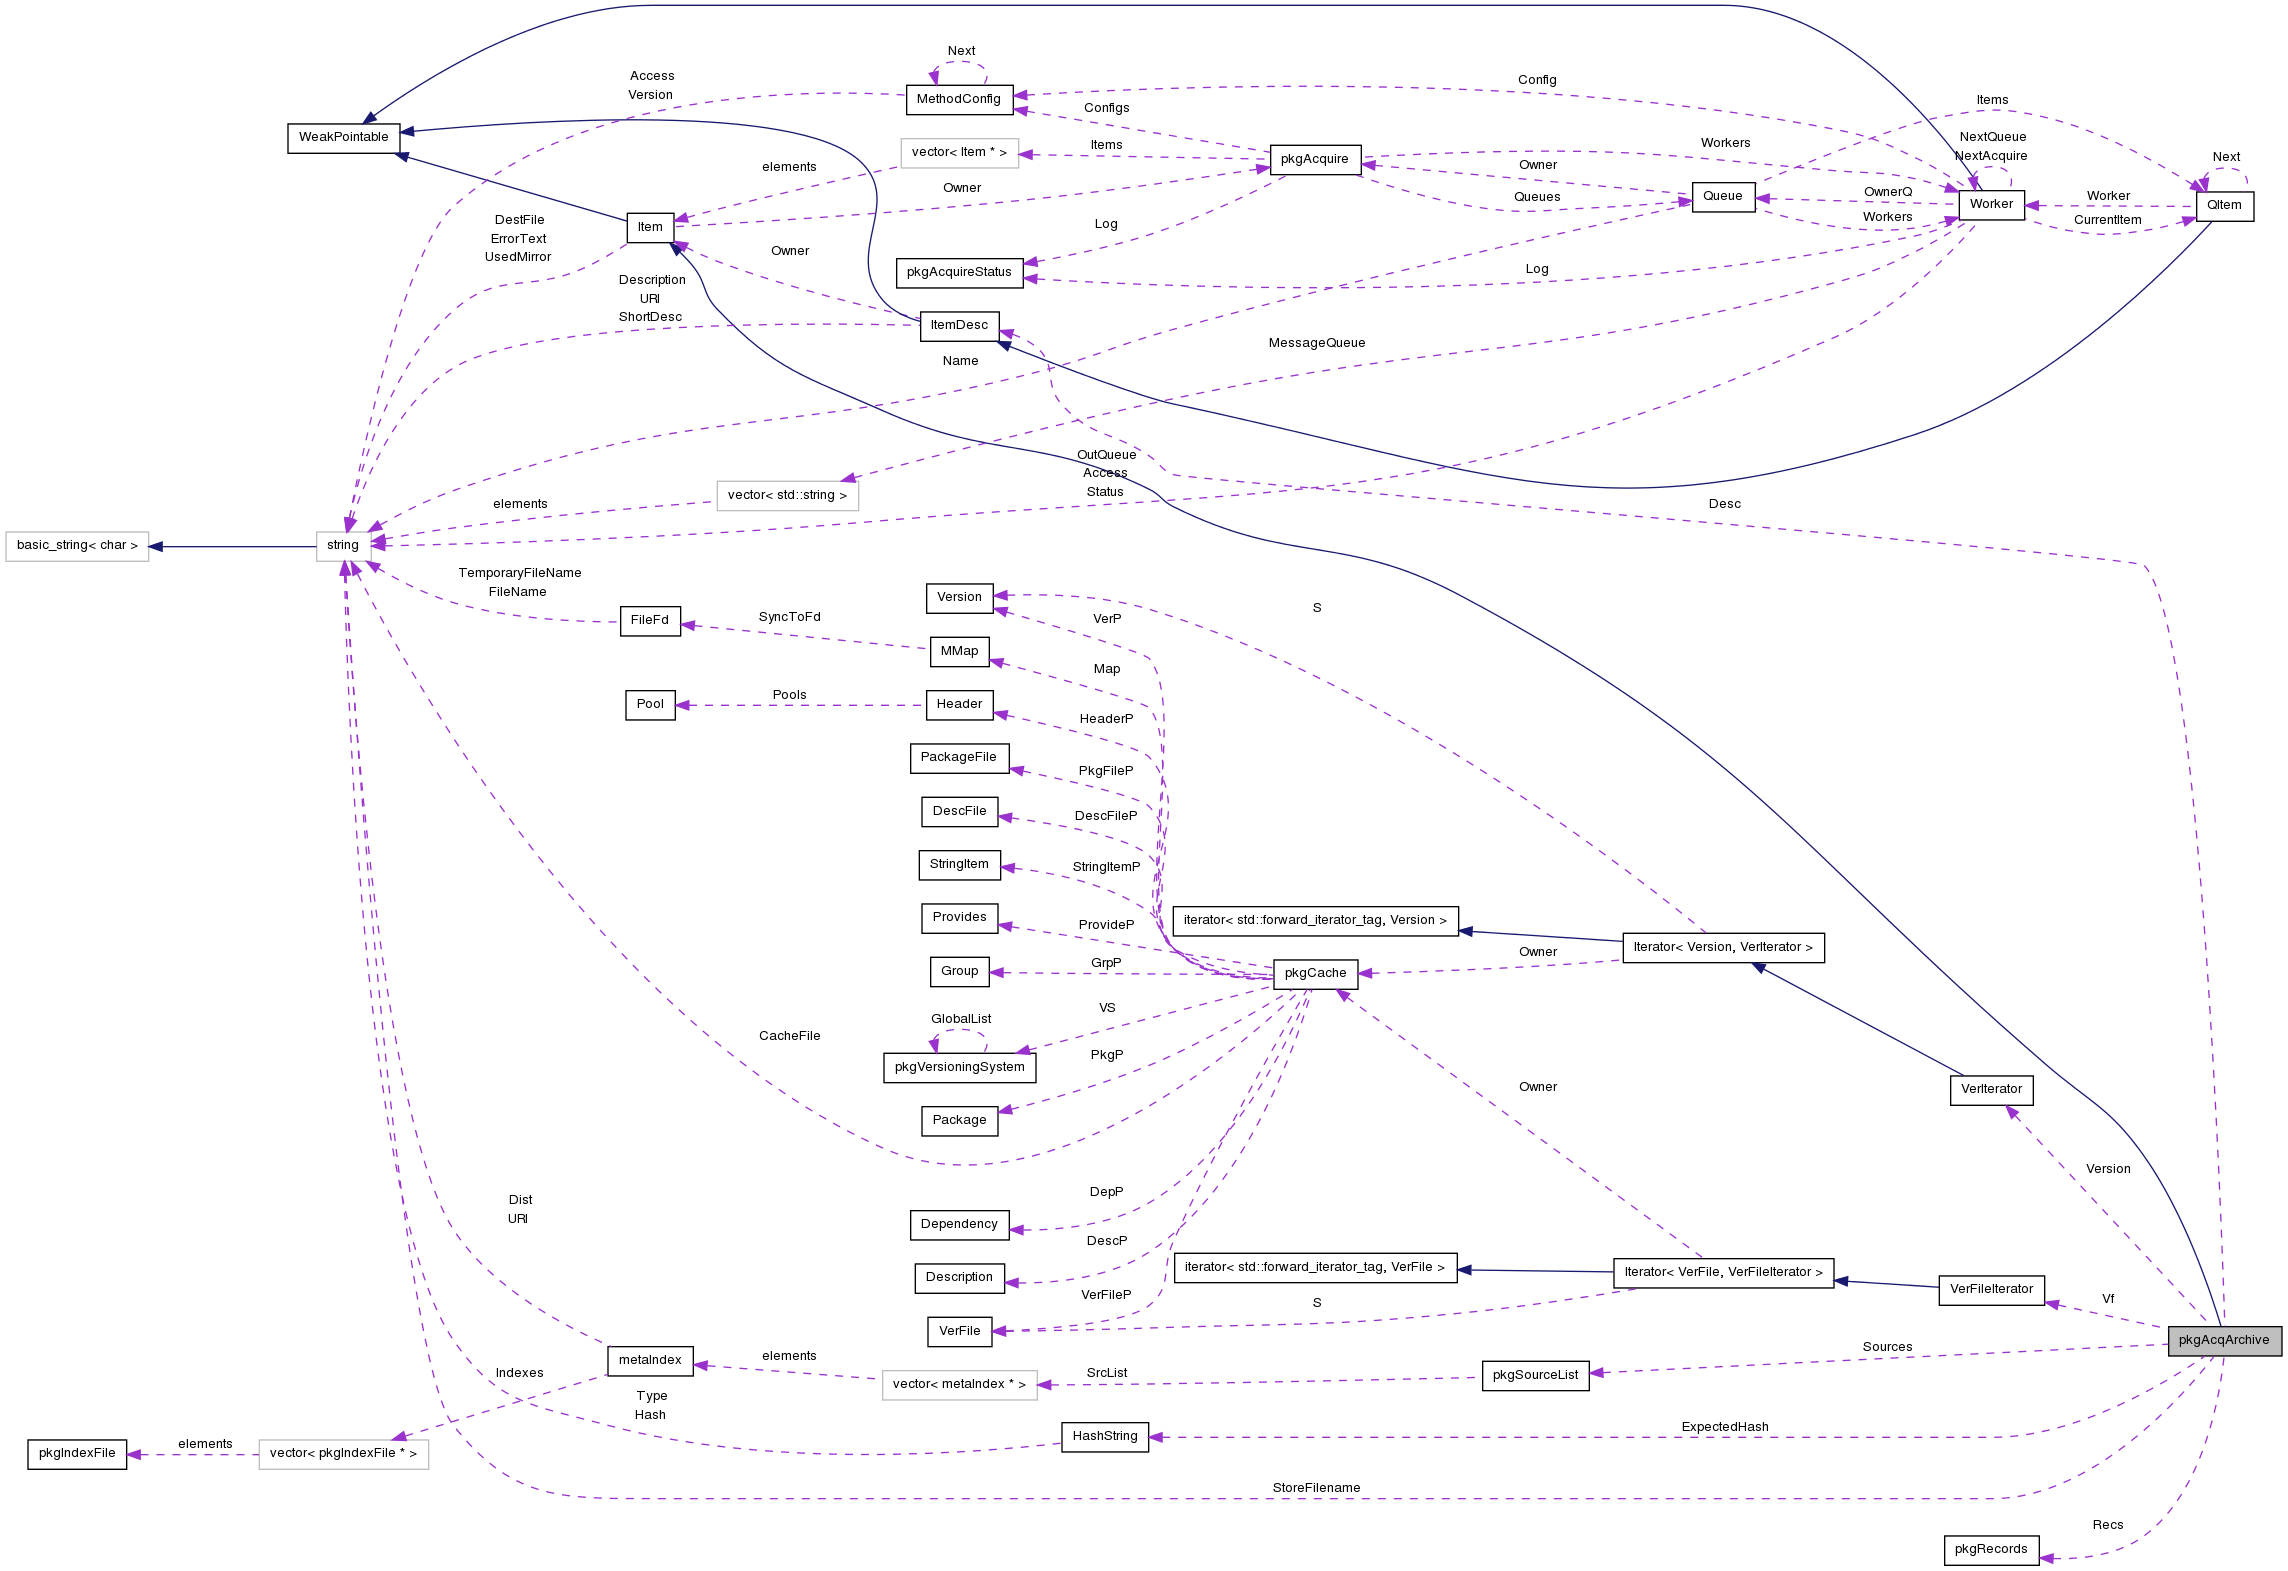 Next
Access
Version
MethodConfig
Config
Configs
Items
WeakPointable
vector< Item * >
Items
elements
pkgAcquire
Workers
NextQueue
NextAcquire
Next
Owner
Owner
Queues
Queue
OwnerQ
Workers
Worker
Worker
CurrentItem
QItem
Item
DestFile
ErrorText
UsedMirror
Log
Owner
pkgAcquireStatus
Log
Description
URI
ShortDesc
ItemDesc
Name
MessageQueue
OutQueue
Access
Status
vector< std::string >
elements
Desc
basic_string< char >
string
TemporaryFileName
FileName
FileFd
SyncToFd
Version
VerP
S
MMap
Map
Pool
Pools
Header
HeaderP
PackageFile
PkgFileP
DescFile
DescFileP
StringItem
StringItemP
Provides
ProvideP
iterator< std::forward_iterator_tag, Version >
Iterator< Version, VerIterator >
Owner
Group
GrpP
pkgCache
VS
GlobalList
pkgVersioningSystem
CacheFile
PkgP
Package
Owner
VerIterator
Version
Dist
URI
DepP
Dependency
DescP
Description
iterator< std::forward_iterator_tag, VerFile >
Iterator< VerFile, VerFileIterator >
VerFileIterator
Vf
VerFileP
S
VerFile
pkgAcqArchive
metaIndex
elements
vector< metaIndex * >
SrcList
pkgSourceList
Sources
Indexes
Type
Hash
HashString
ExpectedHash
pkgIndexFile
elements
vector< pkgIndexFile * >
StoreFilename
Recs
pkgRecords